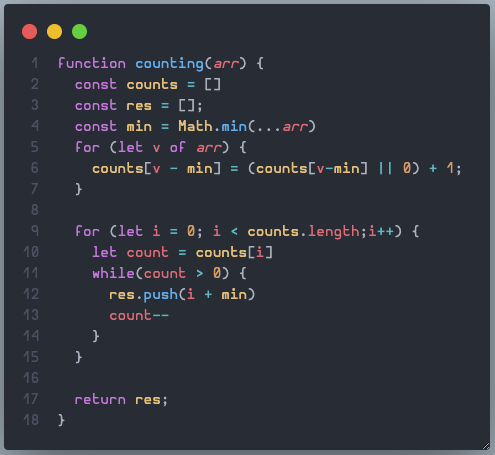 1 function counting(arr) {
2   const counts = []
3   const res = [];
4   const min = Math.min(...arr)
5   for (let v of arr) {
6     counts[v - min] = (counts[v-min] || 0) + 1;
7   }
8
9   for (let i = 0; i < counts.length;i++) {
10     let count = counts[i]
11     while(count > 0) {
12       res.push(i + min)
13       count--
14     }
15   }
16
17   return res;
18 }